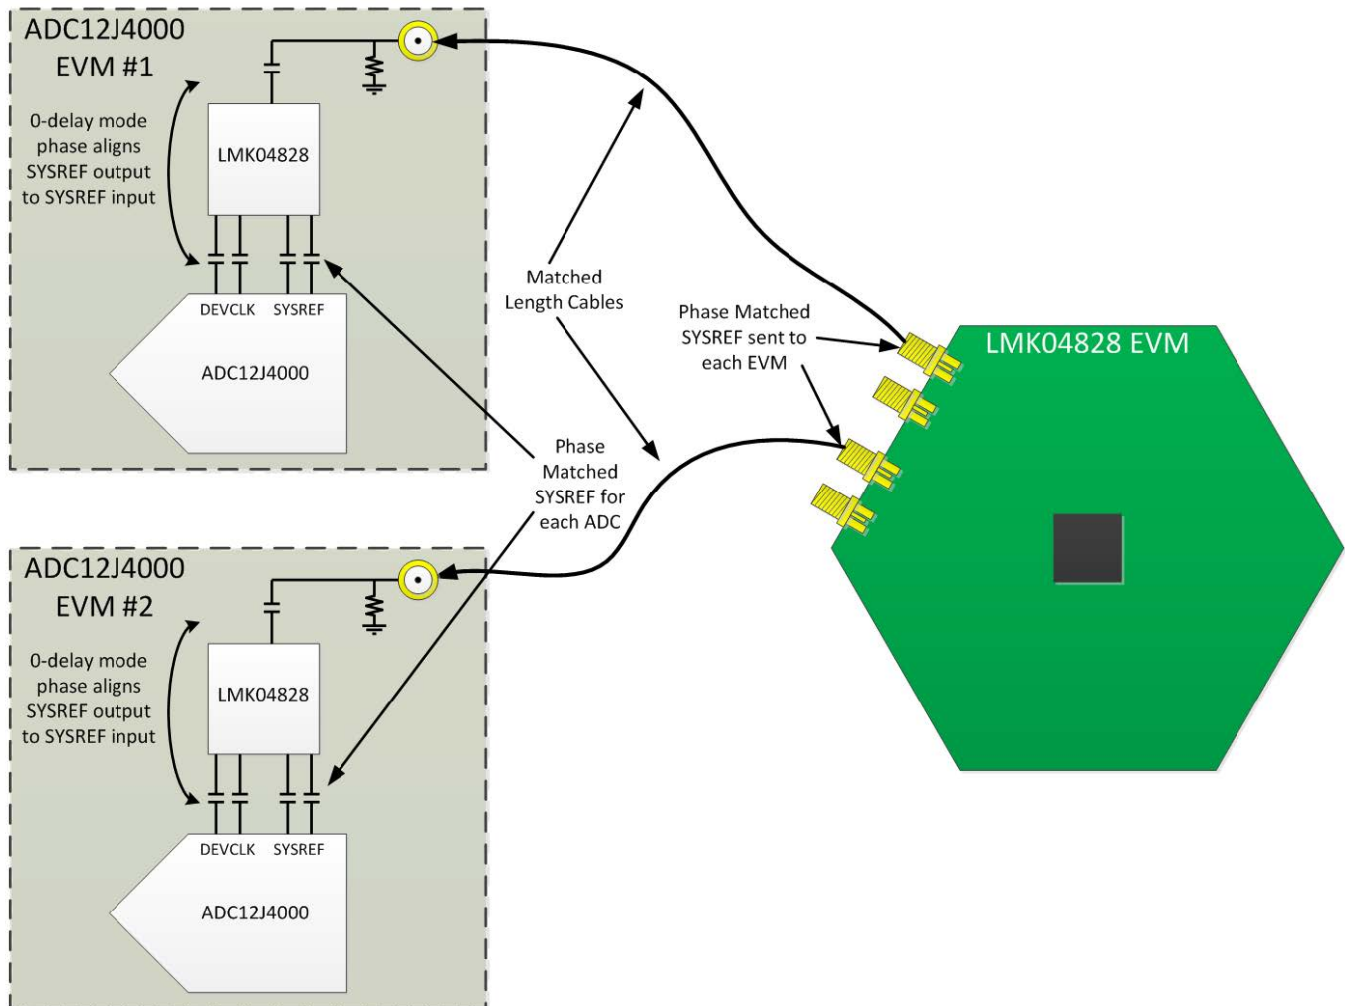 ADC12J4000
EVM #1
0-delay mode
phase aligns
SYSREF output
to SYSREF input
LMK04828
DEVCLK
SYSREF
ADC12J4000
Matched
Length Cables
Phase Matched
SYSREF sent to
each EVM
LMK04828 EVM
Phase
Matched
SYSREF for
each ADC
ADC12J4000
EVM #2
0-delay mode
phase aligns
SYSREF output
to SYSREF input
LMK04828
DEVCLK
SYSREF
ADC12J4000